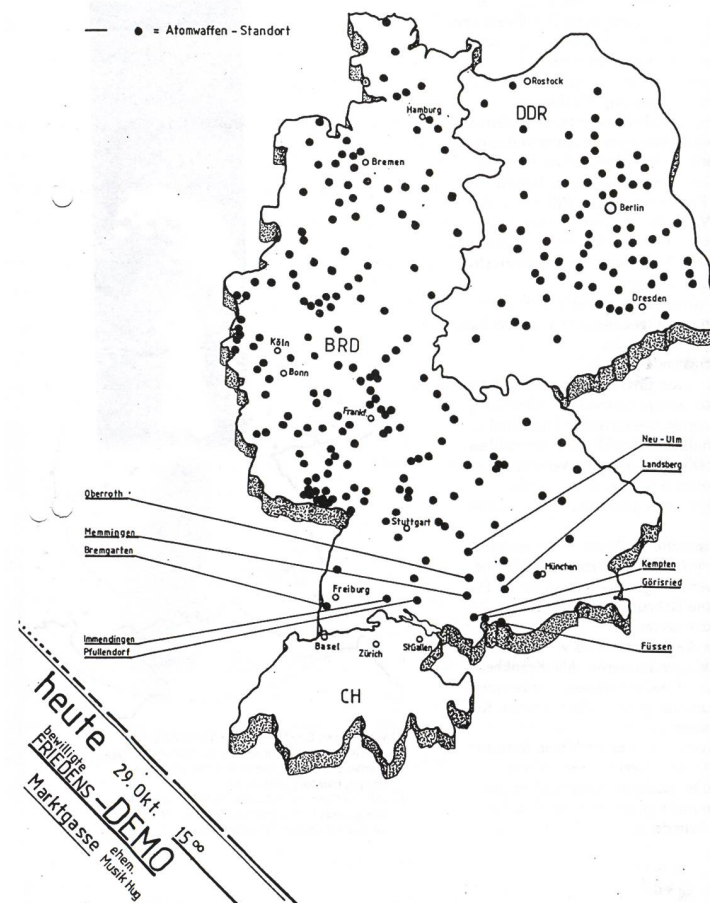 = Atomwaffen - Standort
Rostock
DDR
Hamburg
Bremen
Berlin
Dresden
Köln
BRD
Bonn
Frankf.
Neu - Ulm
Landsberg
Oberroth
Stuttgart
Memmingen
Bremgarten
München
Kempten
Görisried
Freiburg
Immendingen
Pfullendorf
Füssen
Basel
Zürich
St.Gallen
CH
heute 29. Okt. 15 00
bewilligte
FRIEDENS-DEMO
Marktgasse ehem.
Musik Hug